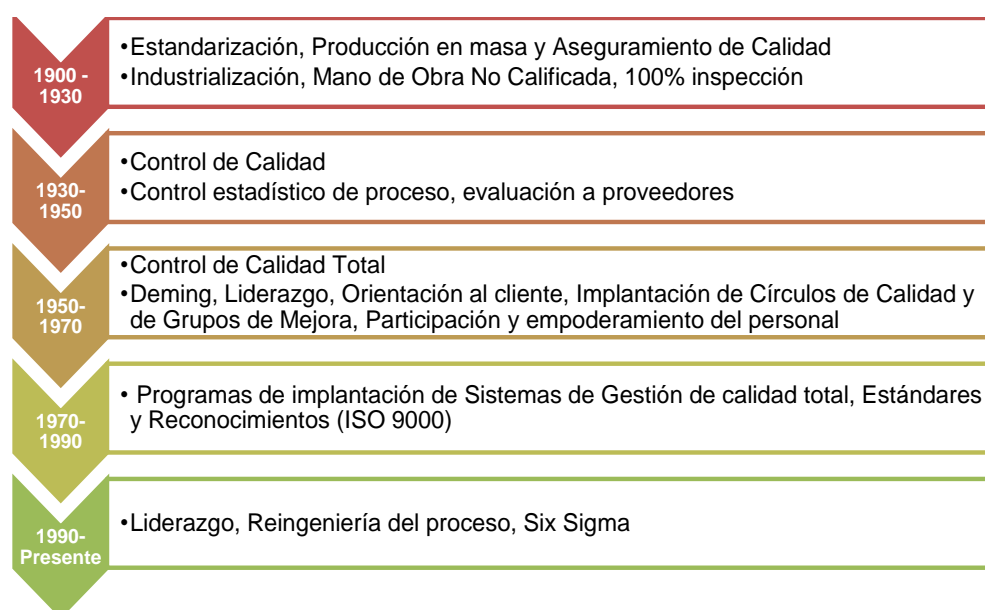 1900 -
1930
•Estandarización, Producción en masa y Aseguramiento de Calidad
•Industrialización, Mano de Obra No Calificada, 100% inspección
1930-
1950
•Control de Calidad
•Control estadístico de proceso, evaluación a proveedores
1950-
1970
•Control de Calidad Total
•Deming, Liderazgo, Orientación al cliente, Implantación de Círculos de Calidad y
de Grupos de Mejora, Participación y empoderamiento del personal
1970-
1990
• Programas de implantación de Sistemas de Gestión de calidad total, Estándares
y Reconocimientos (ISO 9000)
1990-
Presente
•Liderazgo, Reingeniería del proceso, Six Sigma